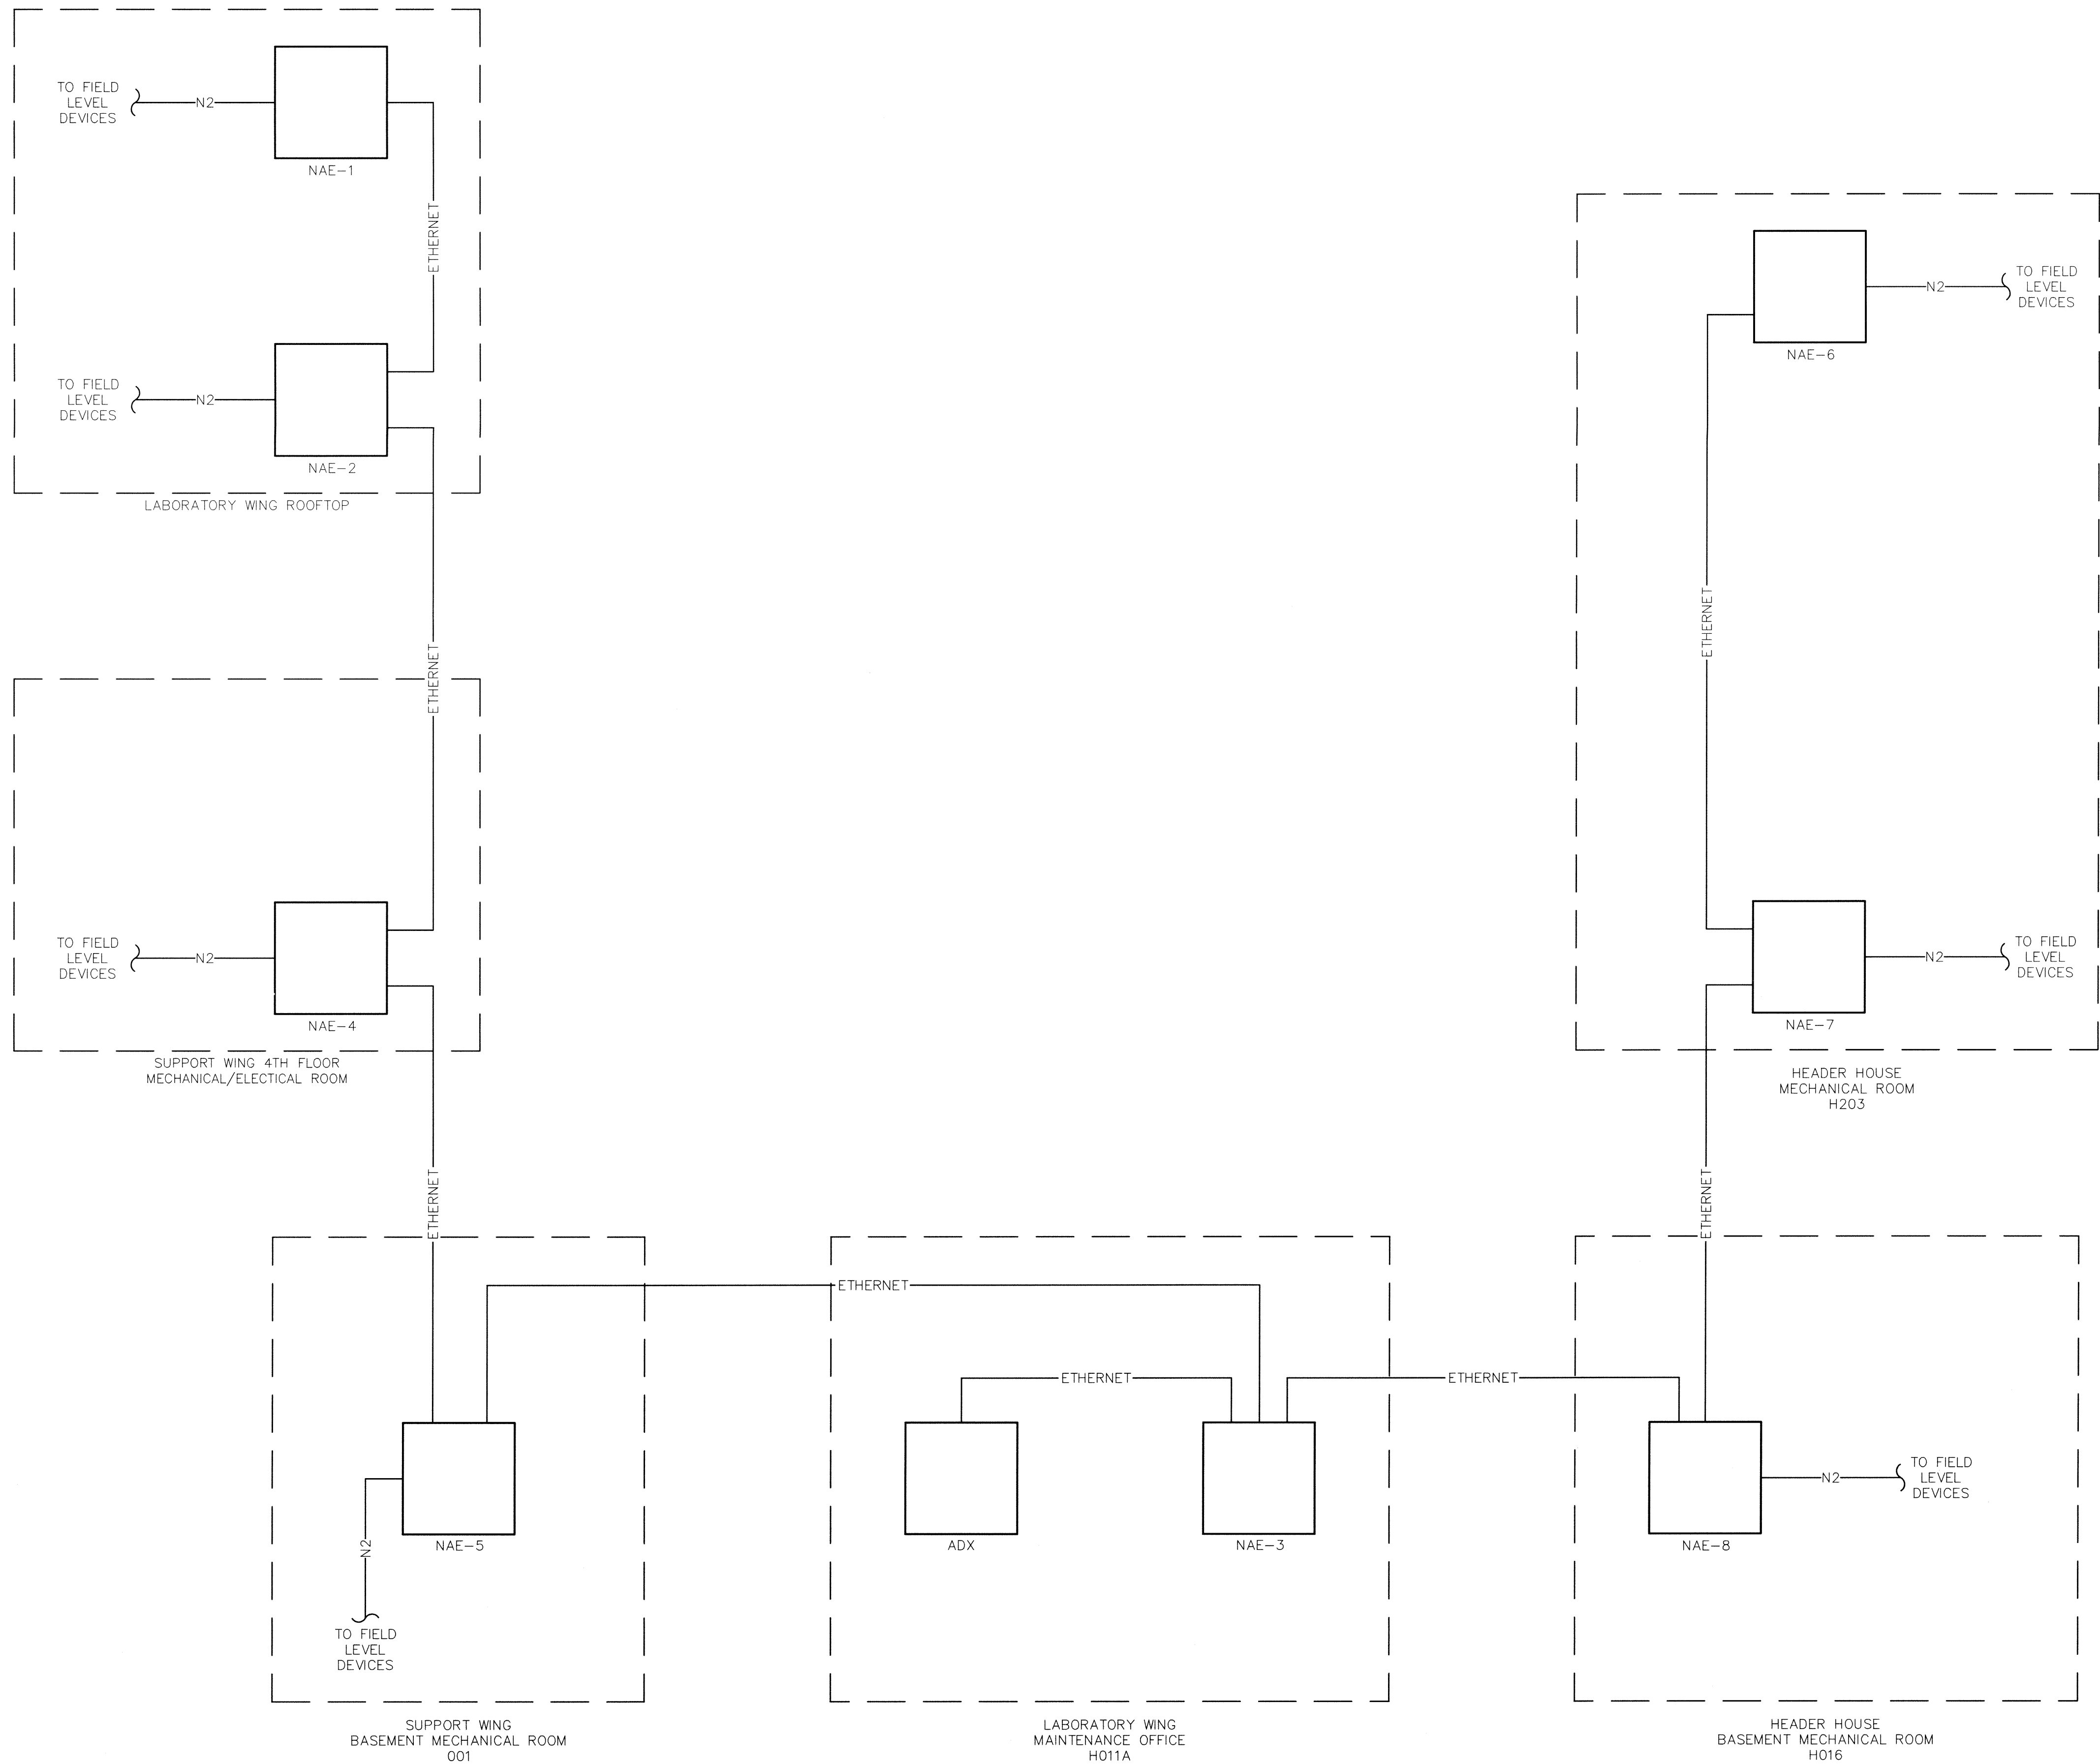 TO FIELD
LEVEL
DEVICES
N2
NAE-1
ETHERNET
TO FIELD
LEVEL
DEVICES
N2
NAE-2
LABORATORY WING ROOFTOP
ETHERNET
TO FIELD
LEVEL
DEVICES
N2
NAE-4
SUPPORT WING 4TH FLOOR
MECHANICAL/ELECTICAL ROOM
ETHERNET
NAE-5
N2
TO FIELD
LEVEL
DEVICES
SUPPORT WING
BASEMENT MECHANICAL ROOM
001
ETHERNET
ETHERNET
ADX
NAE-3
LABORATORY WING
MAINTENANCE OFFICE
H011A
ETHERNET
NAE-6
N2
TO FIELD
LEVEL
DEVICES
ETHERNET
NAE-7
N2
TO FIELD
LEVEL
DEVICES
HEADER HOUSE
MECHANICAL ROOM
H203
ETHERNET
NAE-8
N2
TO FIELD
LEVEL
DEVICES
HEADER HOUSE
BASEMENT MECHANICAL ROOM
H016